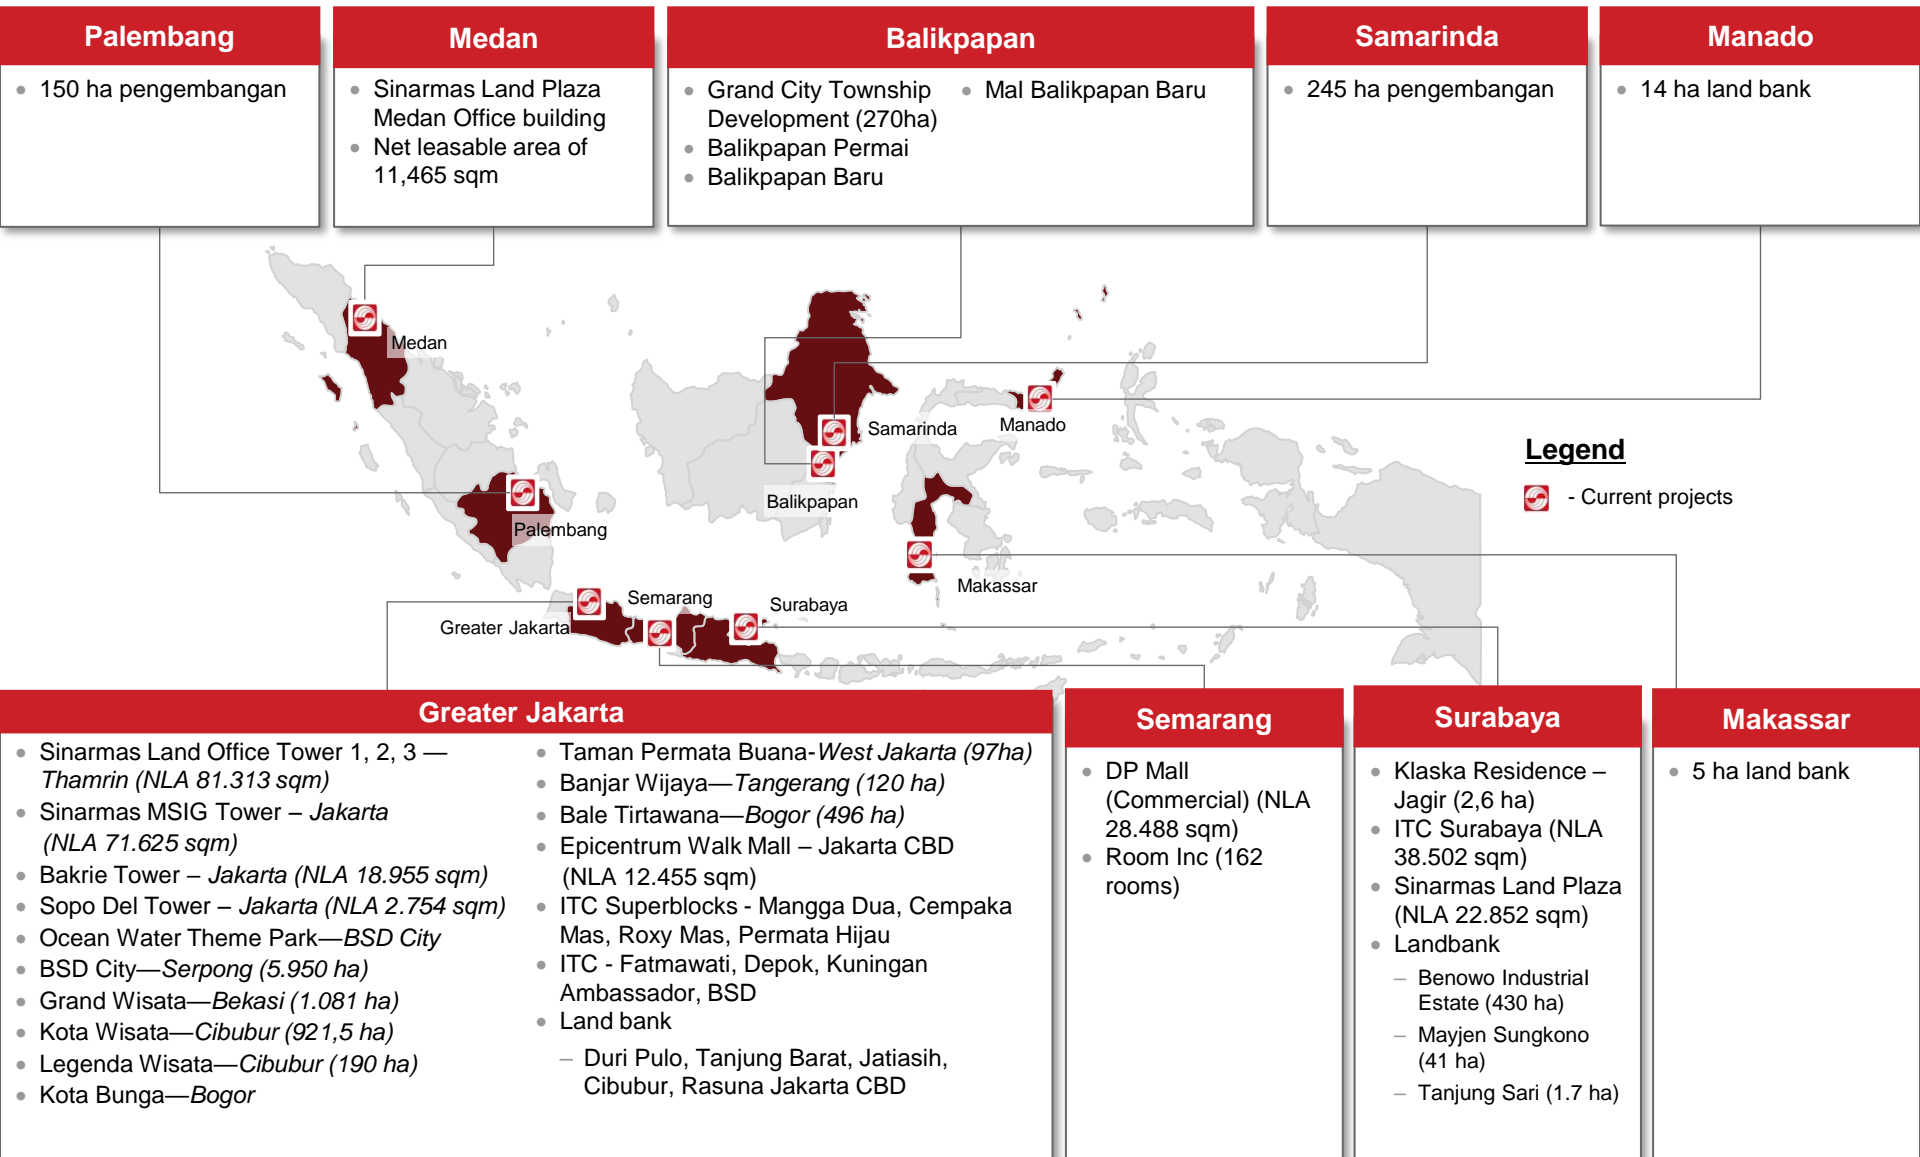 Palembang
150 ha pengembangan
Medan
Sinarmas Land Plaza
Medan Office building
Net leasable area of
11,465 sqm
Balikpapan
Grand City Township
Development (270ha)
Balikpapan Permai
Balikpapan Baru
Mal Balikpapan Baru
Samarinda
245 ha pengembangan
Manado
14 ha land bank
Medan
Samarinda
Manado
Balikpapan
Palembang
Makassar
Semarang
Surabaya
Greater Jakarta
Legend
- Current projects
Greater Jakarta
Sinarmas Land Office Tower 1, 2, 3 —
Thamrin (NLA 81.313 sqm)
Sinarmas MSIG Tower – Jakarta
(NLA 71.625 sqm)
Bakrie Tower – Jakarta (NLA 18.955 sqm)
Sopo Del Tower – Jakarta (NLA 2.754 sqm)
Ocean Water Theme Park—BSD City
BSD City—Serpong (5.950 ha)
Grand Wisata—Bekasi (1.081 ha)
Kota Wisata—Cibubur (921,5 ha)
Legenda Wisata—Cibubur (190 ha)
Kota Bunga—Bogor
Taman Permata Buana-West Jakarta (97ha)
Banjar Wijaya—Tangerang (120 ha)
Bale Tirtawana—Bogor (496 ha)
Epicentrum Walk Mall – Jakarta CBD
(NLA 12.455 sqm)
ITC Superblocks - Mangga Dua, Cempaka
Mas, Roxy Mas, Permata Hijau
ITC - Fatmawati, Depok, Kuningan
Ambassador, BSD
Land bank
– Duri Pulo, Tanjung Barat, Jatiasih,
Cibubur, Rasuna Jakarta CBD
Semarang
DP Mall
(Commercial) (NLA
28.488 sqm)
Room Inc (162
rooms)
Surabaya
Klaska Residence –
Jagir (2,6 ha)
ITC Surabaya (NLA
38.502 sqm)
Sinarmas Land Plaza
(NLA 22.852 sqm)
Landbank
– Benowo Industrial
Estate (430 ha)
– Mayjen Sungkono
(41 ha)
– Tanjung Sari (1.7 ha)
Makassar
5 ha land bank